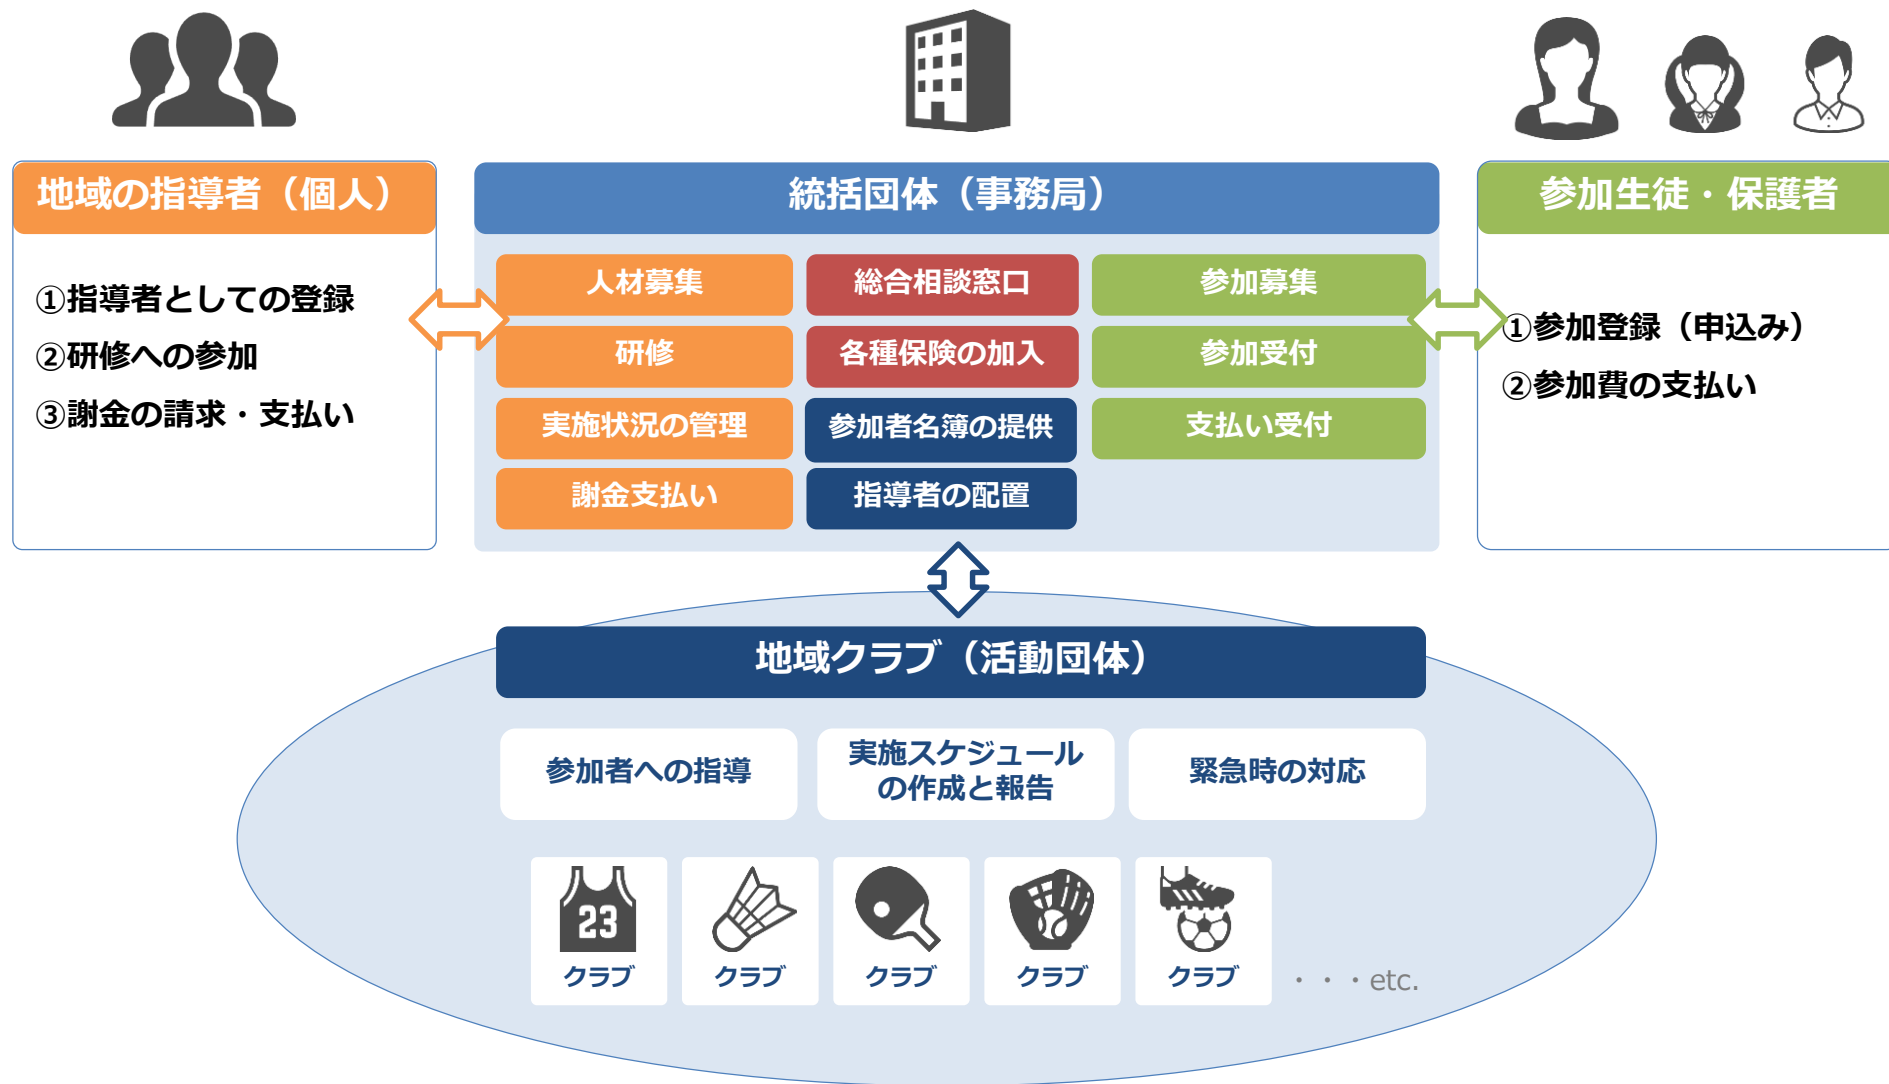 地域の指導者（個人）
①指導者としての登録
②研修への参加
③謝金の請求・支払い
統括団体（事務局）
人材募集
研修
実施状況の管理
謝金支払い
総合相談窓口
各種保険の加入
参加者名簿の提供
指導者の配置
参加募集
参加受付
支払い受付
参加生徒・保護者
①参加登録（申込み）
②参加費の支払い
地域クラブ（活動団体）
参加者への指導
実施スケジュール
の作成と報告
緊急時の対応
23
クラブ
クラブ
クラブ
クラブ
クラブ
・・・etc.